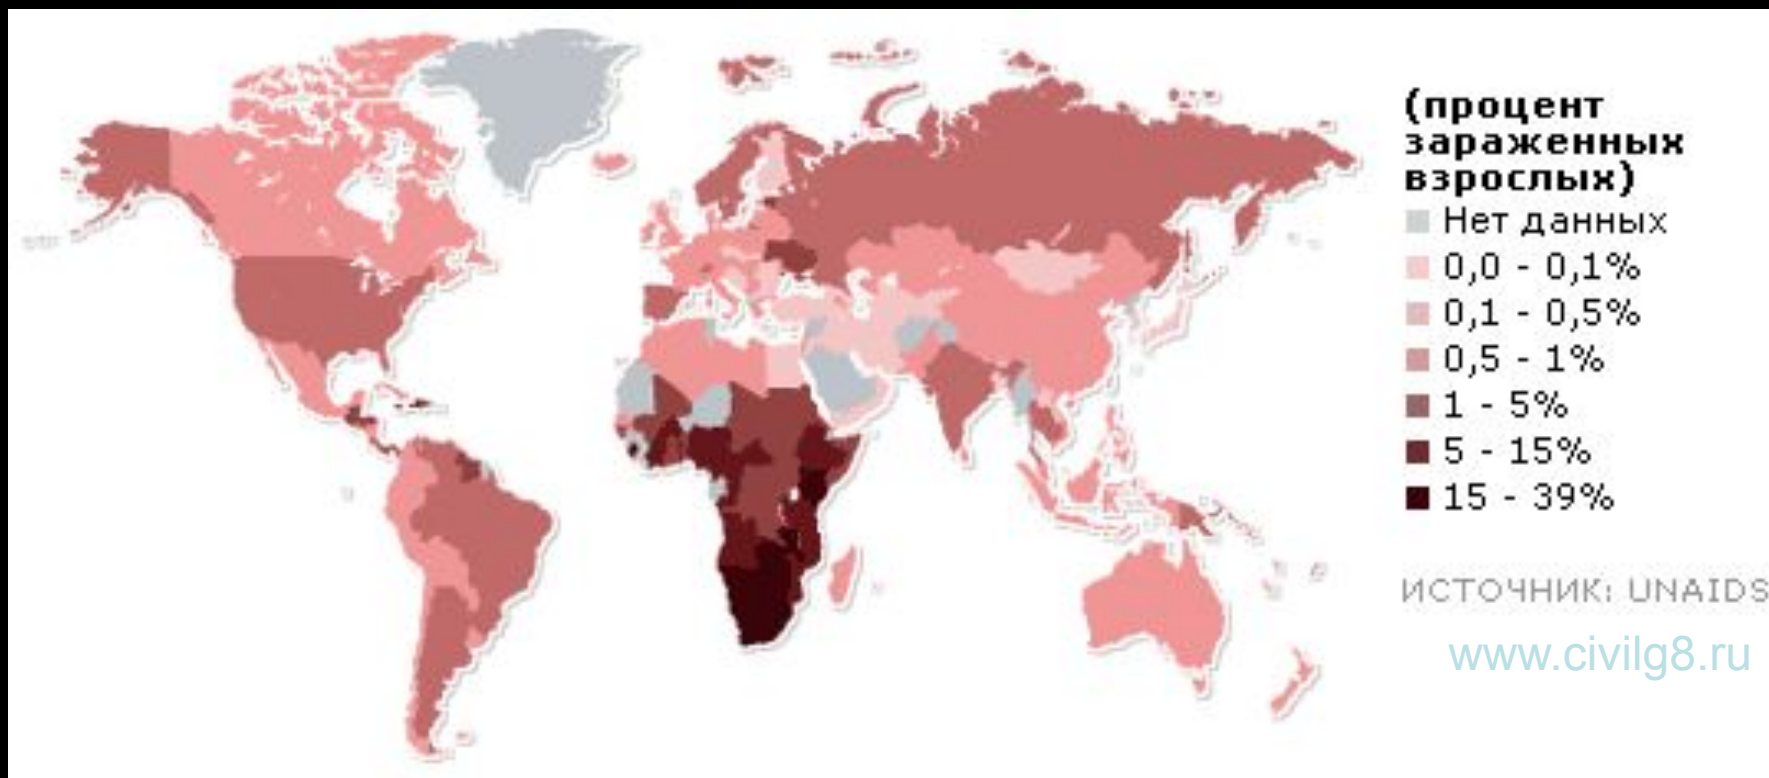 (процент
зараженных
взрослых)
Нет данных
0,0 - 0,1%
0,1 - 0,5%
0,5 - 1%
1 - 5%
5 - 15%
15 - 39%
ИСТОЧНИК: UNAIDS
www.civilg8.ru